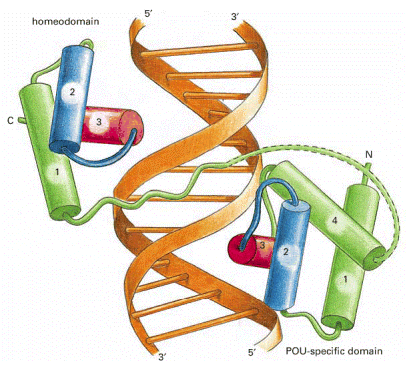 5′
3′
homeodomain
2
3
C
1
N
4
3
2
1
3′
5′
POU-specific domain